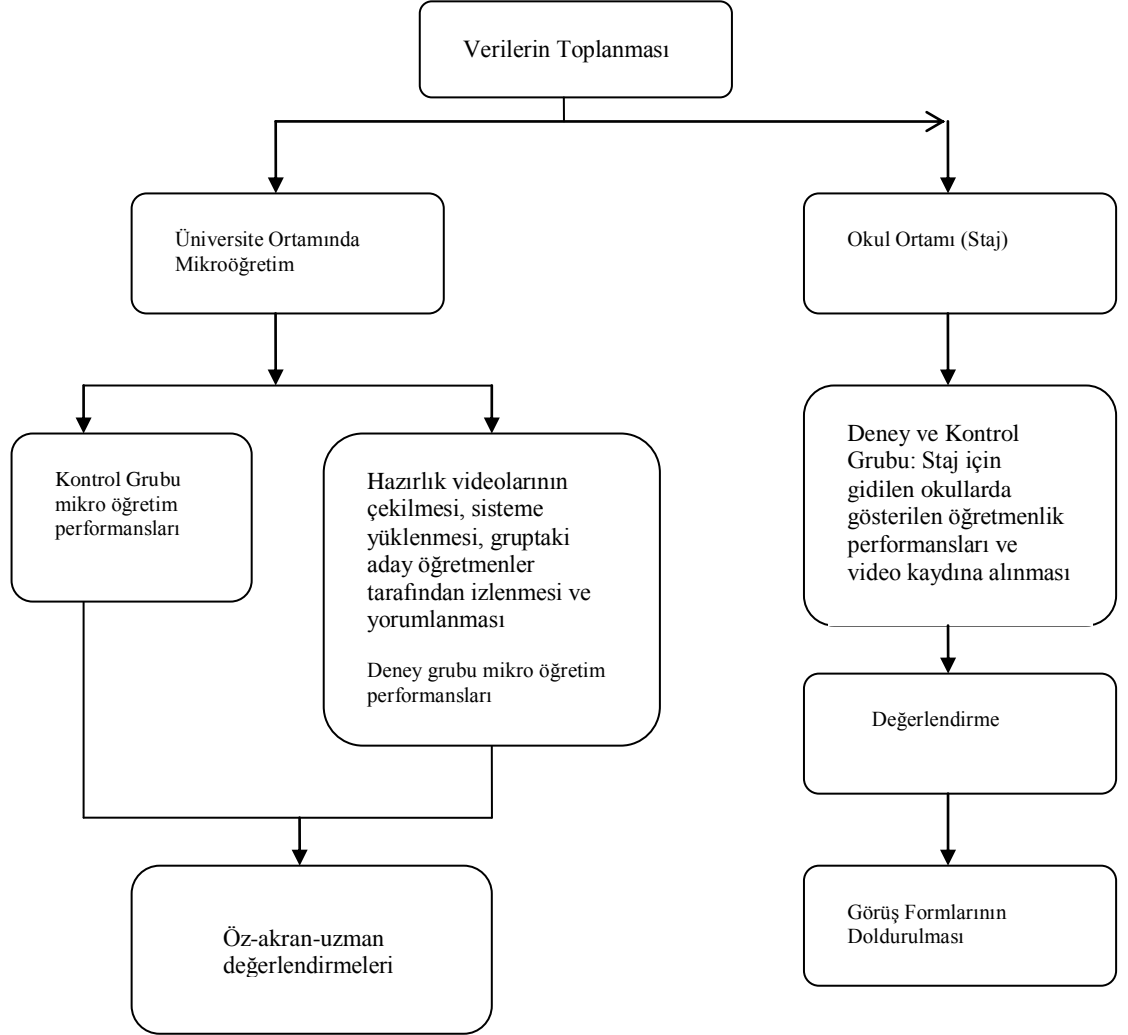 Verilerin Toplanması
Üniversite Ortamında
Mikroöğretim
Okul Ortamı (Staj)
Kontrol Grubu
mikro öğretim
performansları
Hazırlık videolarının
çekilmesi, sisteme
yüklenmesi, gruptaki
aday öğretmenler
tarafından izlenmesi ve
yorumlanması
Deney grubu mikro öğretim
performansları
Deney ve Kontrol
Grubu: Staj için
gidilen okullarda
gösterilen öğretmenlik
performansları ve
video kaydına alınması
Değerlendirme
Öz-akran-uzman
değerlendirmeleri
Görüş Formlarının
Doldurulması